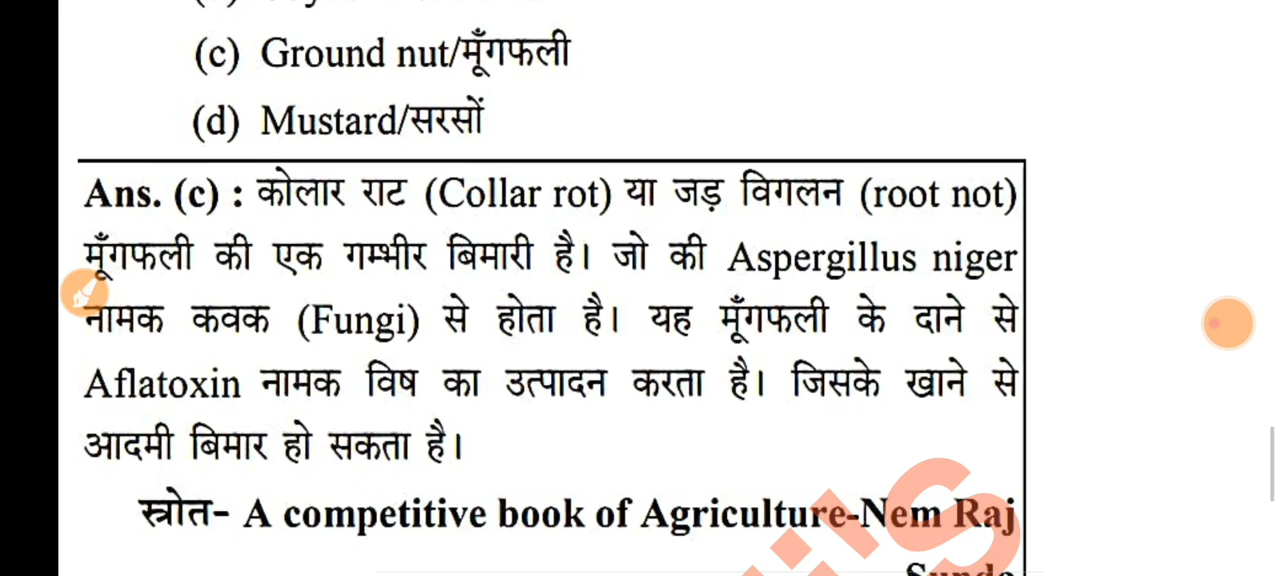 (c) Ground nut/मूँगफली
(d) Mustard/सरसों
Ans. (c) : कोलार राट (Collar rot) या जड़ विगलन (root not)
मूँगफली की एक गम्भीर बिमारी है। जो की Aspergillus niger
नामक कवक (Fungi) से होता है। यह मूँगफली के दाने से
Aflatoxin नामक विष का उत्पादन करता है। जिसके खाने से
आदमी बिमार हो सकता है।
स्त्रोत- A competitive book of Agriculture-Nem Raj